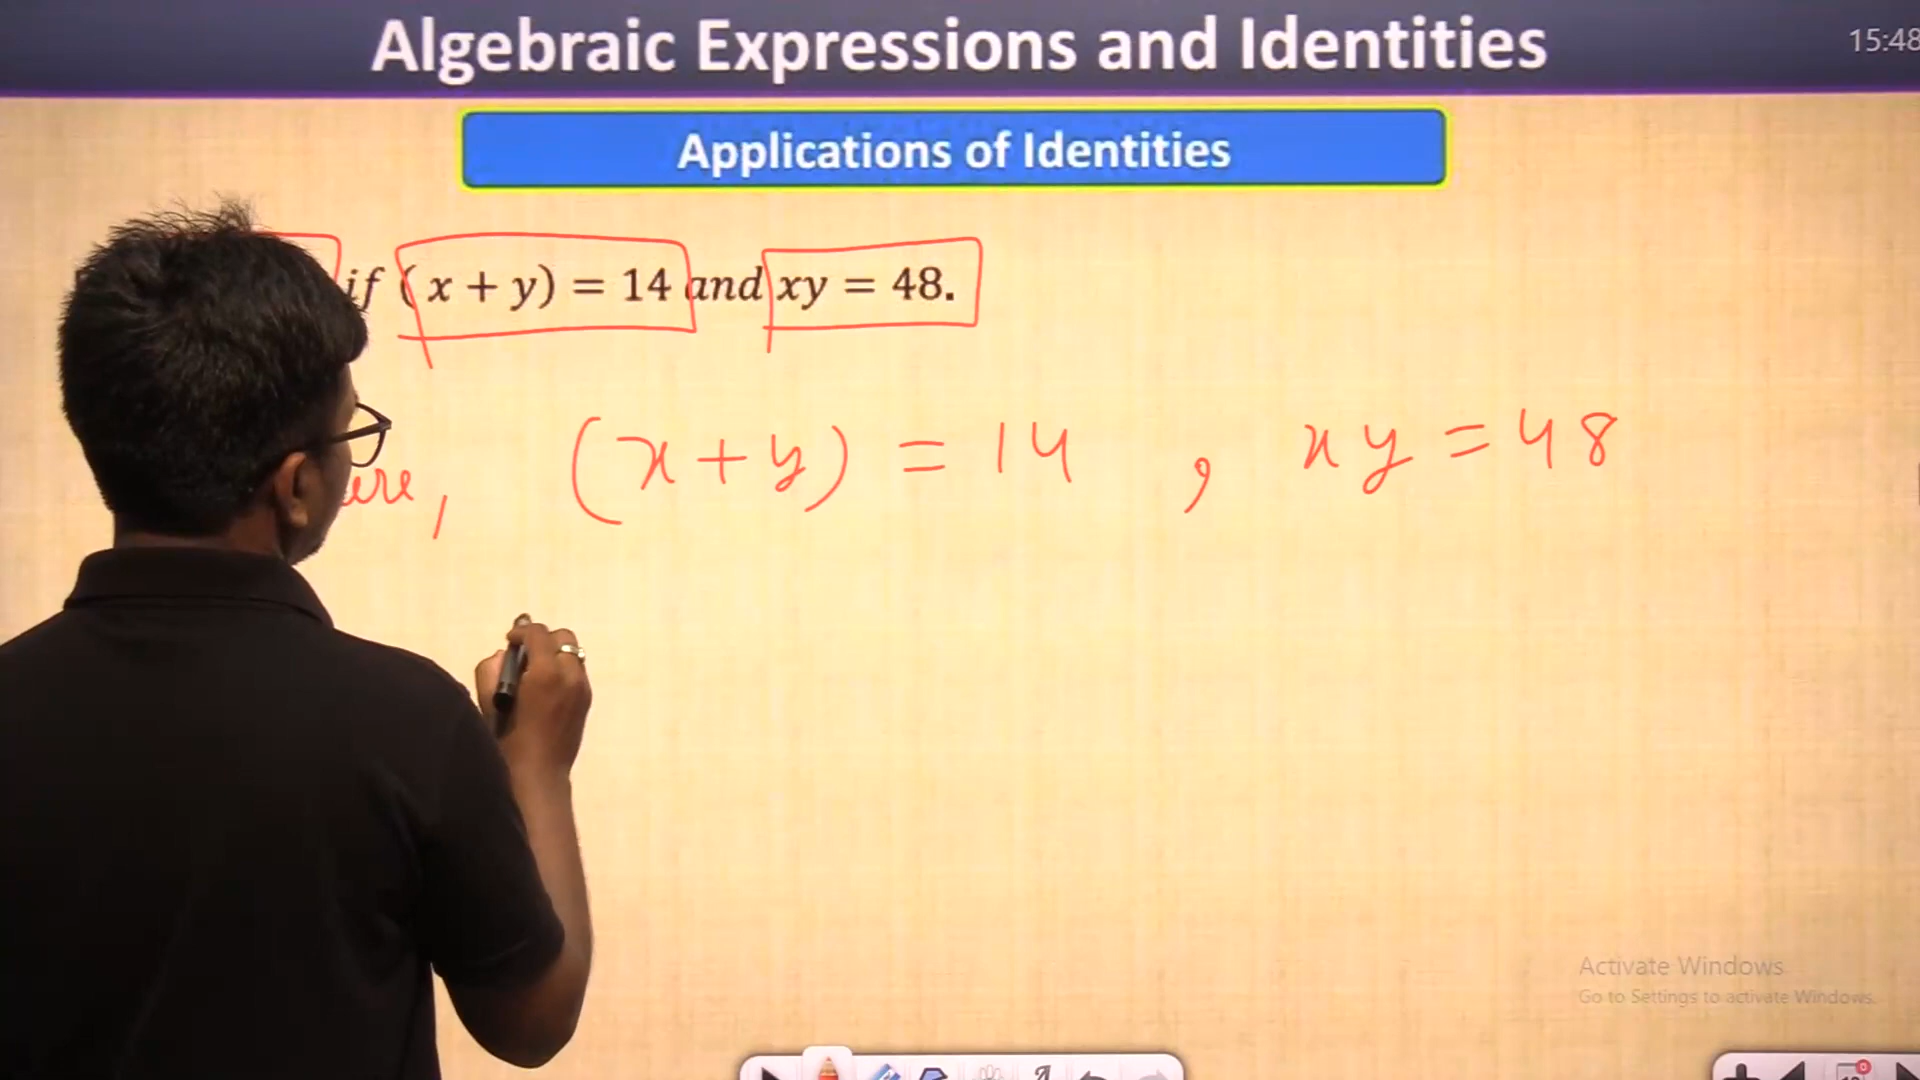 Algebraic Expressions and Identities
15:48
Applications of Identities
if (x + y) = 14 and xy = 48.
(x+y) = 14 , xy = 48
Activate Windows
Go to Settings to activate Windows.